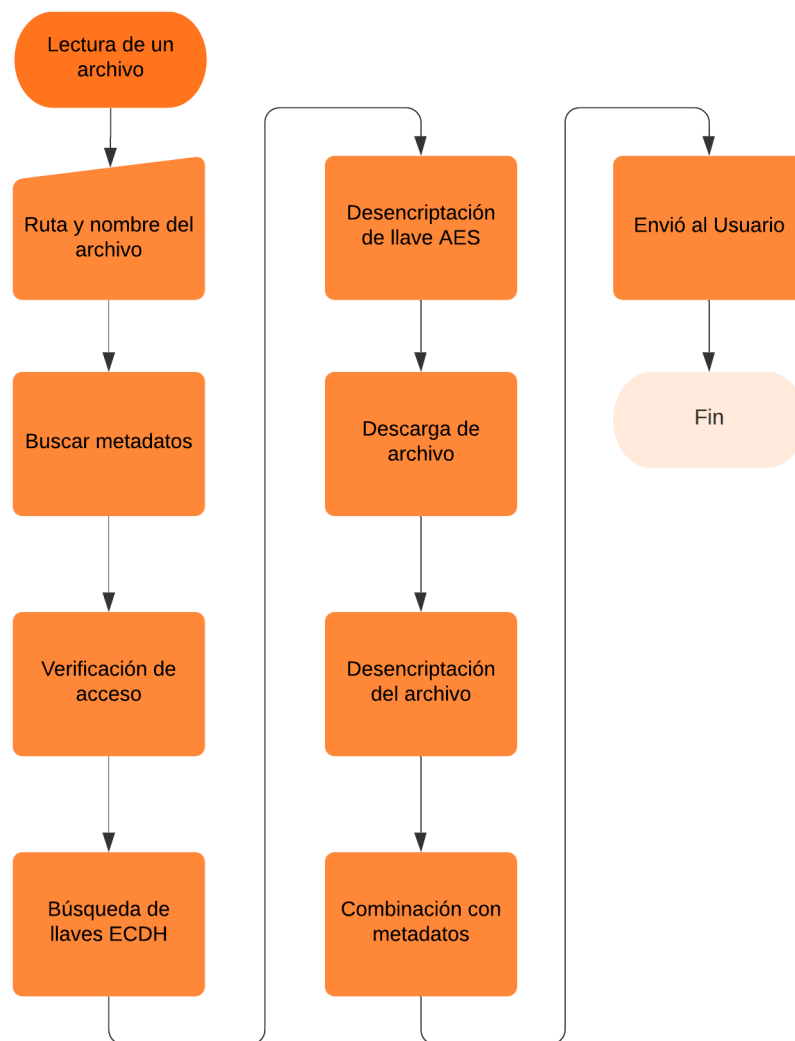 Lectura de un
archivo
Ruta y nombre del
archivo
Buscar metadatos
Verificación de
acceso
Búsqueda de
llaves ECDH
Desencriptación
de llave AES
Descarga de
archivo
Desencriptación
del archivo
Combinación con
metadatos
Envió al Usuario
Fin